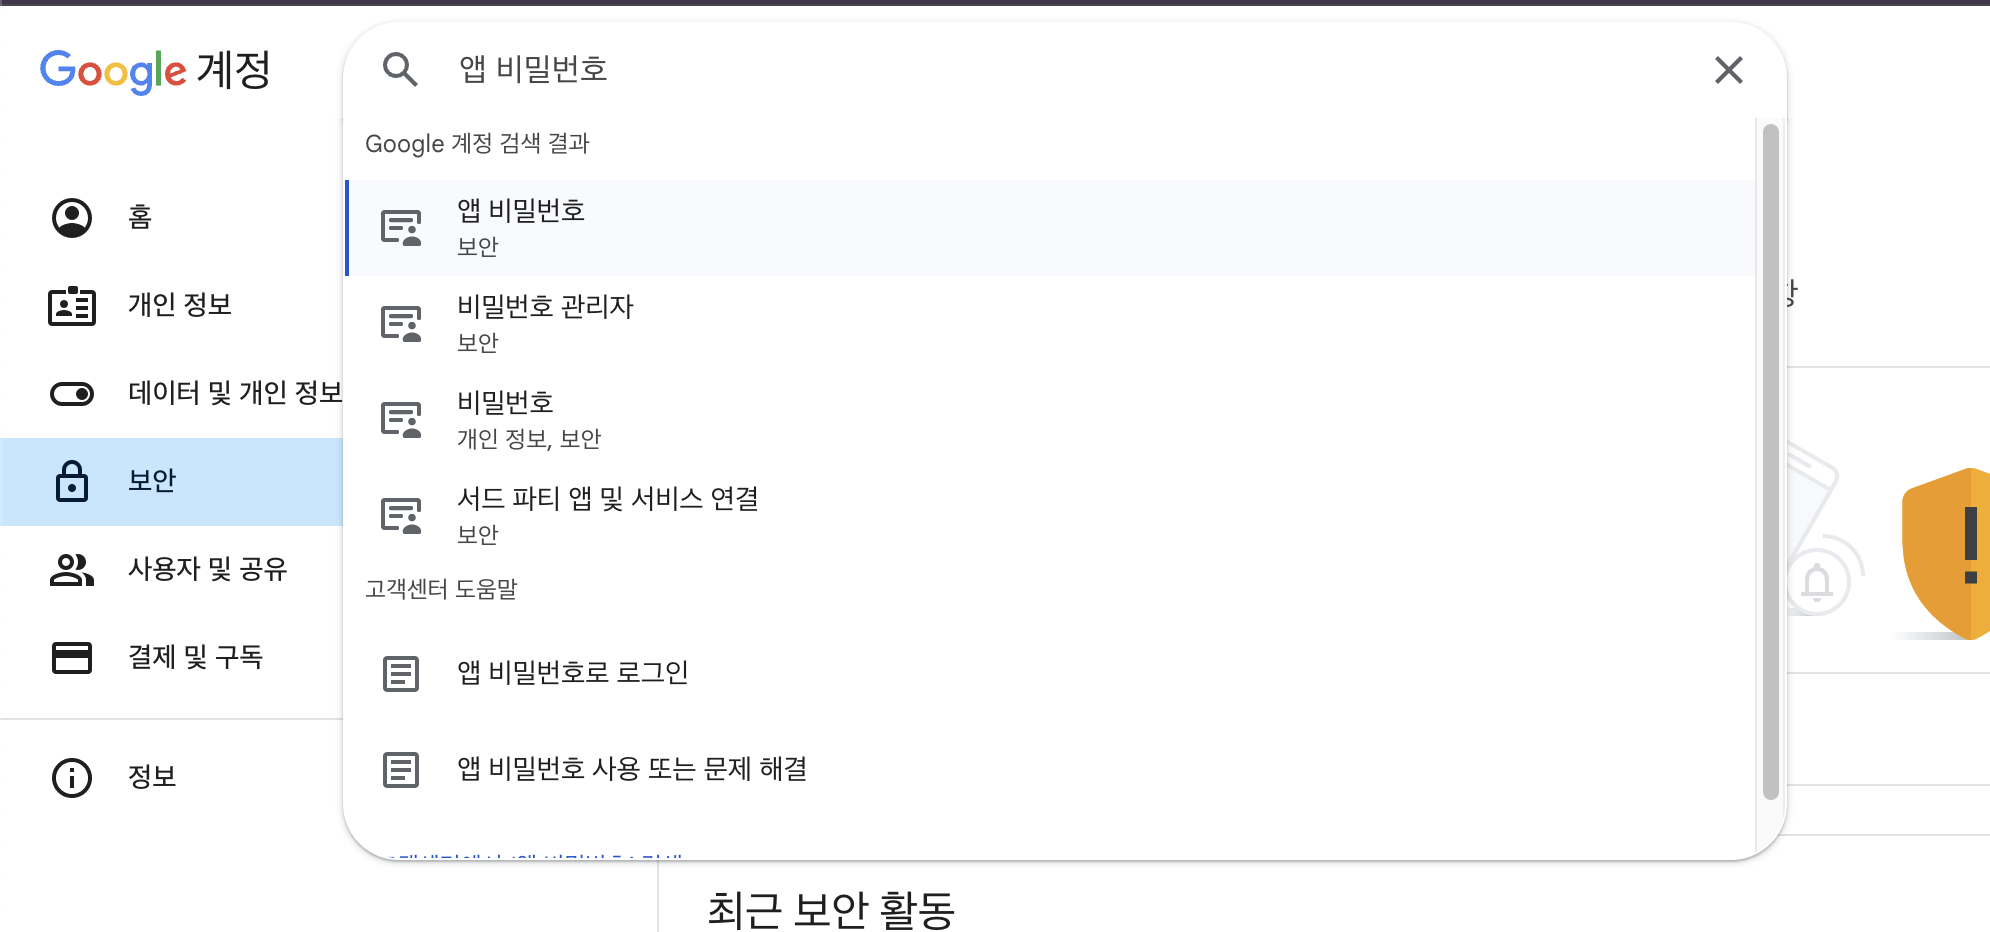 Google 계정
앱 비밀번호
Google 계정 검색 결과
앱 비밀번호
보안
비밀번호 관리자
보안
비밀번호
개인 정보, 보안
서드 파티 앱 및 서비스 연결
보안
고객센터 도움말
앱 비밀번호로 로그인
앱 비밀번호 사용 또는 문제 해결
홈
개인 정보
데이터 및 개인 정보
보안
사용자 및 공유
결제 및 구독
정보
최근 보안 활동